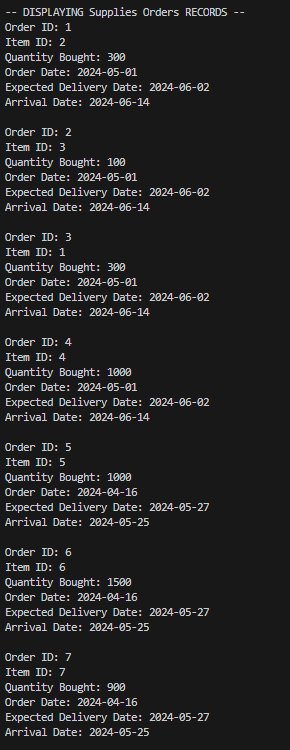 -- DISPLAYING Supplies Orders RECORDS --
Order ID: 1
Item ID: 2
Quantity Bought: 300
Order Date: 2024-05-01
Expected Delivery Date: 2024-06-02
Arrival Date: 2024-06-14

Order ID: 2
Item ID: 3
Quantity Bought: 100
Order Date: 2024-05-01
Expected Delivery Date: 2024-06-02
Arrival Date: 2024-06-14

Order ID: 3
Item ID: 1
Quantity Bought: 300
Order Date: 2024-05-01
Expected Delivery Date: 2024-06-02
Arrival Date: 2024-06-14

Order ID: 4
Item ID: 4
Quantity Bought: 1000
Order Date: 2024-05-01
Expected Delivery Date: 2024-06-02
Arrival Date: 2024-06-14

Order ID: 5
Item ID: 5
Quantity Bought: 1000
Order Date: 2024-04-16
Expected Delivery Date: 2024-05-27
Arrival Date: 2024-05-25

Order ID: 6
Item ID: 6
Quantity Bought: 1500
Order Date: 2024-04-16
Expected Delivery Date: 2024-05-27
Arrival Date: 2024-05-25

Order ID: 7
Item ID: 7
Quantity Bought: 900
Order Date: 2024-04-16
Expected Delivery Date: 2024-05-27
Arrival Date: 2024-05-25